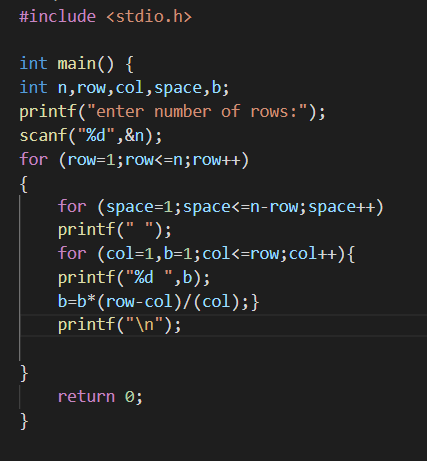 #include <stdio.h>
int main() {
int n,row,col,space,b;
printf("enter number of rows:");
scanf("%d",&n);
for (row=1;row<=n;row++)
{
for (space=1;space<=n-row;space++)
printf(" ");
for (col=1,b=1;col<=row;col++){
printf("%d ",b);
b=b*(row-col)/(col);}
printf("\n");
}
return 0;
}